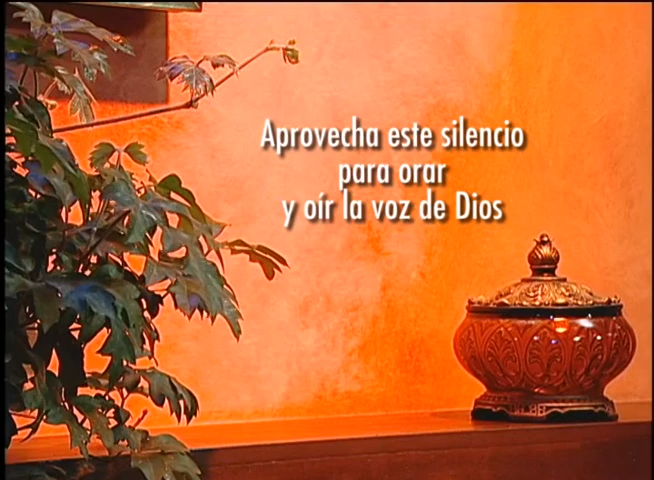 Aprovecha este silencio
para orar
y oír la voz de Dios